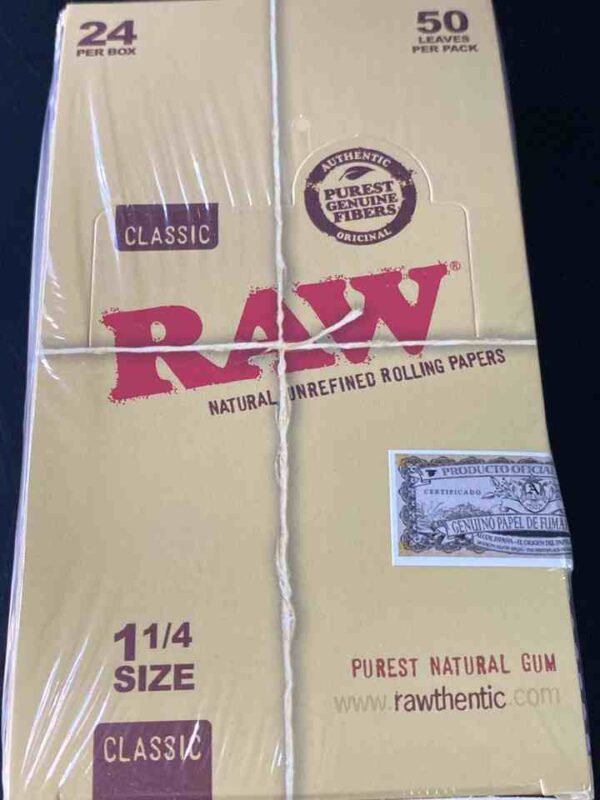 24
PER BOX
50
LEAVES
PER PACK
AUTHENTIC
PUREST
GENUINE
FIBERS
ORIGINAL
CLASSIC
RAW®
NATURAL UNREFINED ROLLING PAPERS
PRODUCTO OFICIAL
CERTIFICADO
GENUINO PAPEL DE FUMA
1 1/4
SIZE
PUREST NATURAL GUM
www.rawthentic.com
CLASSIC